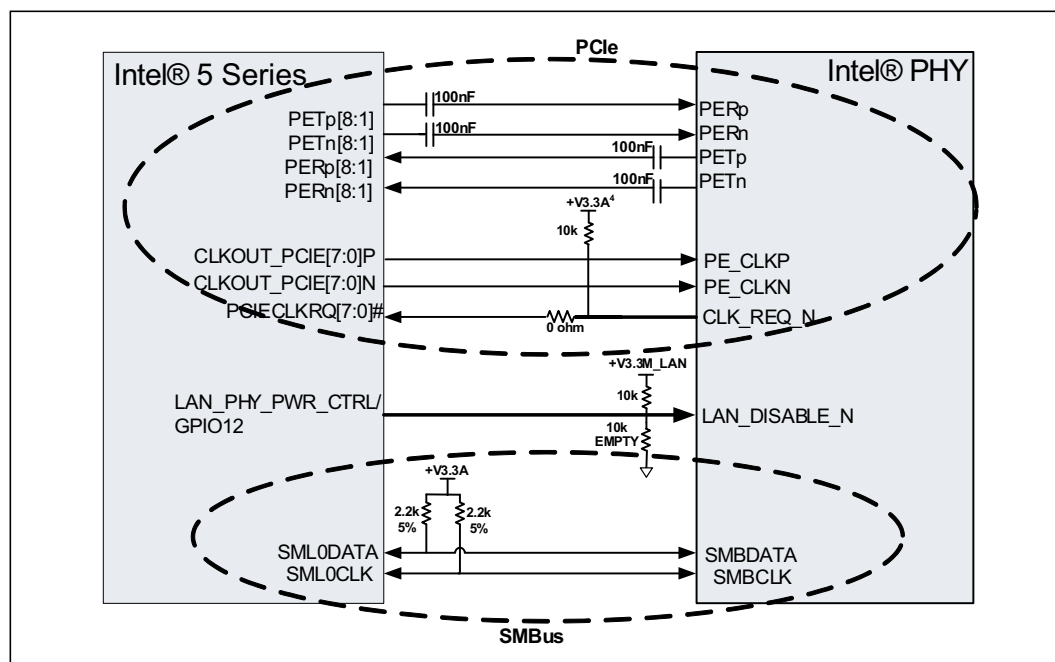 PCIe
Intel® 5 Series
Intel® PHY
100nF
PETp[8:1]
PERp
100nF
PETn[8:1]
PERn
100nF
PERp[8:1]
PETp
100nF
PERn[8:1]
PETn
+V3.3A⁴
10k
CLKOUT_PCIE[7:0]P
PE_CLKP
CLKOUT_PCIE[7:0]N
PE_CLKN
PCIECLKRQ[7:0]#
0 ohm
CLK_REQ_N
+V3.3M_LAN
10k
LAN_PHY_PWR_CTRL/
GPIO12
LAN_DISABLE_N
10k
EMPTY
+V3.3A
2.2k
5%
2.2k
5%
SML0DATA
SMBDATA
SML0CLK
SMBCLK
SMBus